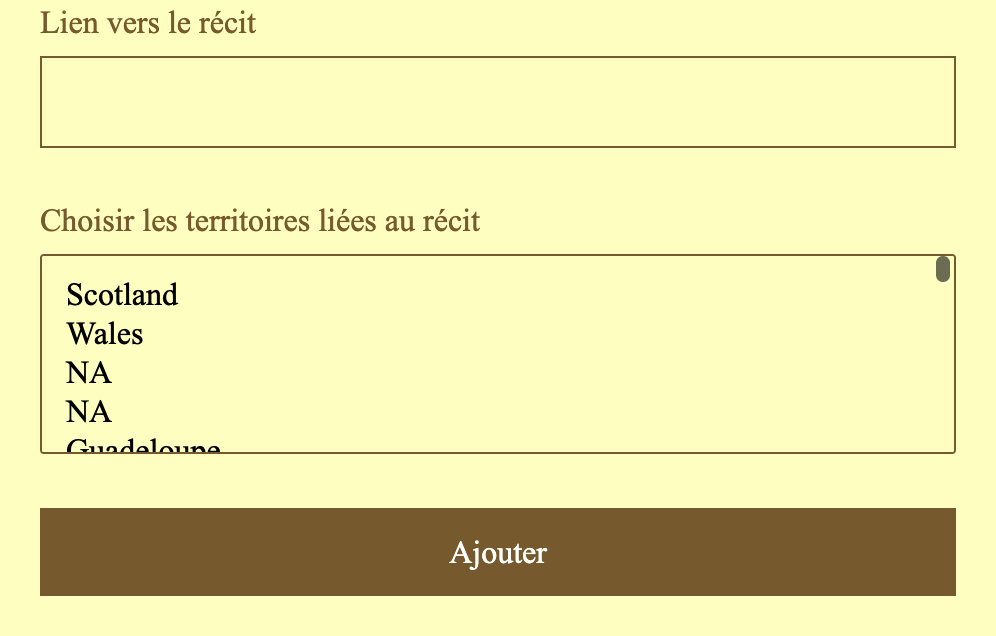 Lien vers le récit
Choisir les territoires liées au récit
Scotland
Wales
NA
NA
Guadeloupe
Ajouter